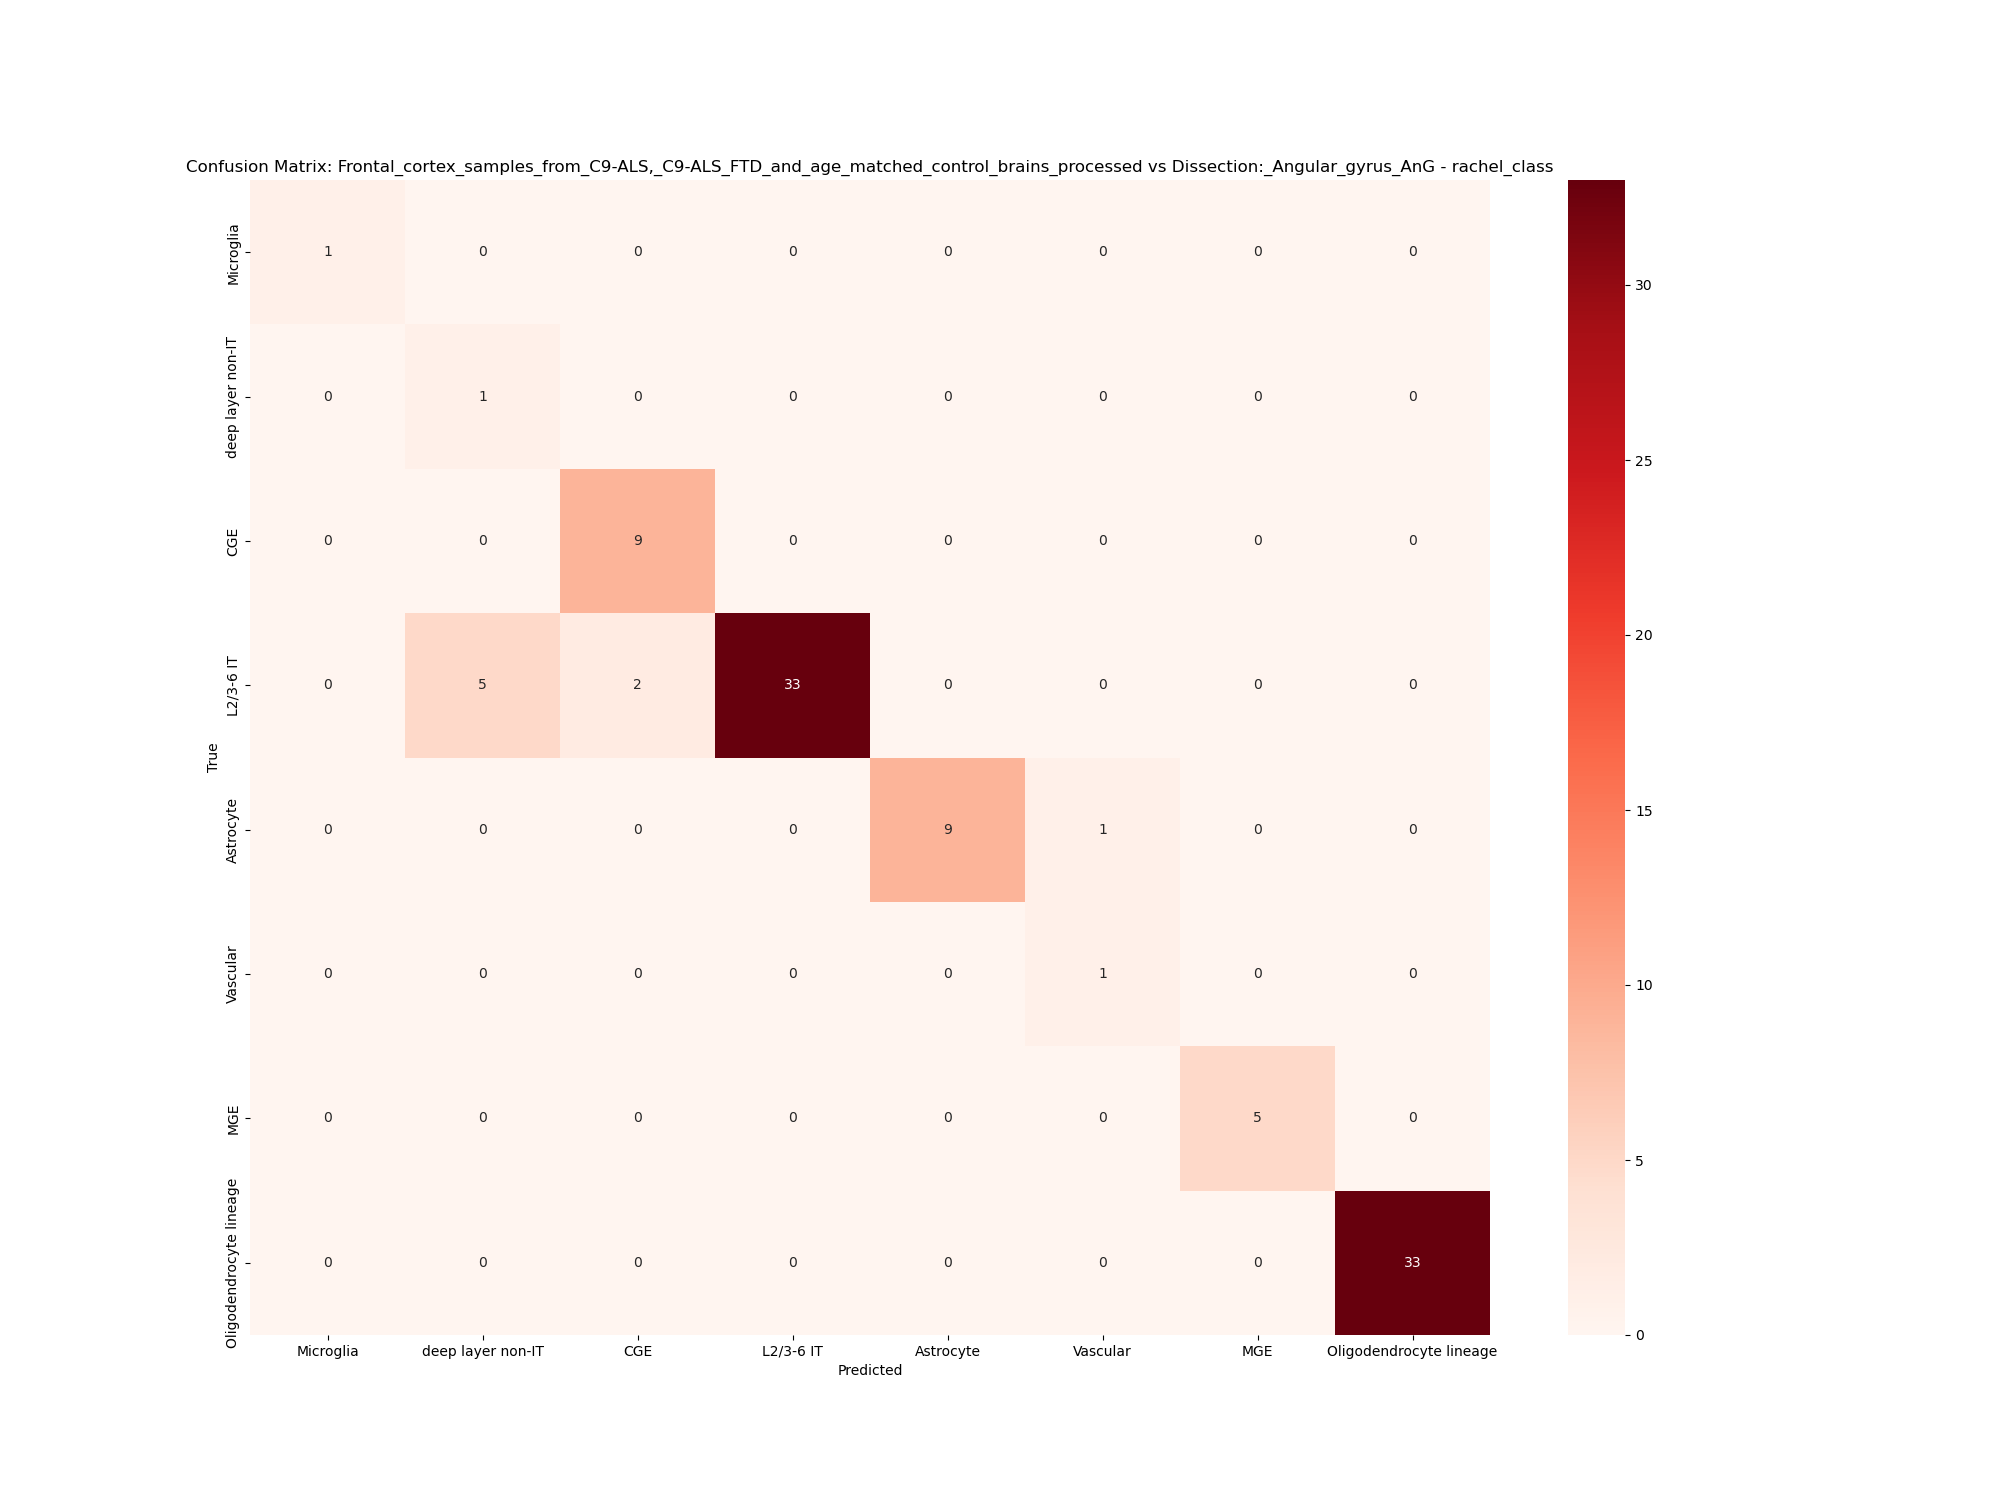 Confusion Matrix: Frontal_cortex_samples_from_C9-ALS,_C9-ALS_FTD_and_age_matched_control_brains_processed vs Dissection:_Angular_gyrus_AnG - rachel_class
Microglia 1 0 0 0 0 0 0 0
deep layer non-IT 0 1 0 0 0 0 0 0
CGE 0 0 9 0 0 0 0 0
L2/3-6 IT 0 5 2 33 0 0 0 0
True
Astrocyte 0 0 0 0 9 1 0 0
Vascular 0 0 0 0 0 1 0 0
MGE 0 0 0 0 0 0 5 0
Oligodendrocyte lineage 0 0 0 0 0 0 0 33
Microglia deep layer non-IT CGE L2/3-6 IT Astrocyte Vascular MGE Oligodendrocyte lineage
Predicted
30
25
20
15
10
5
0